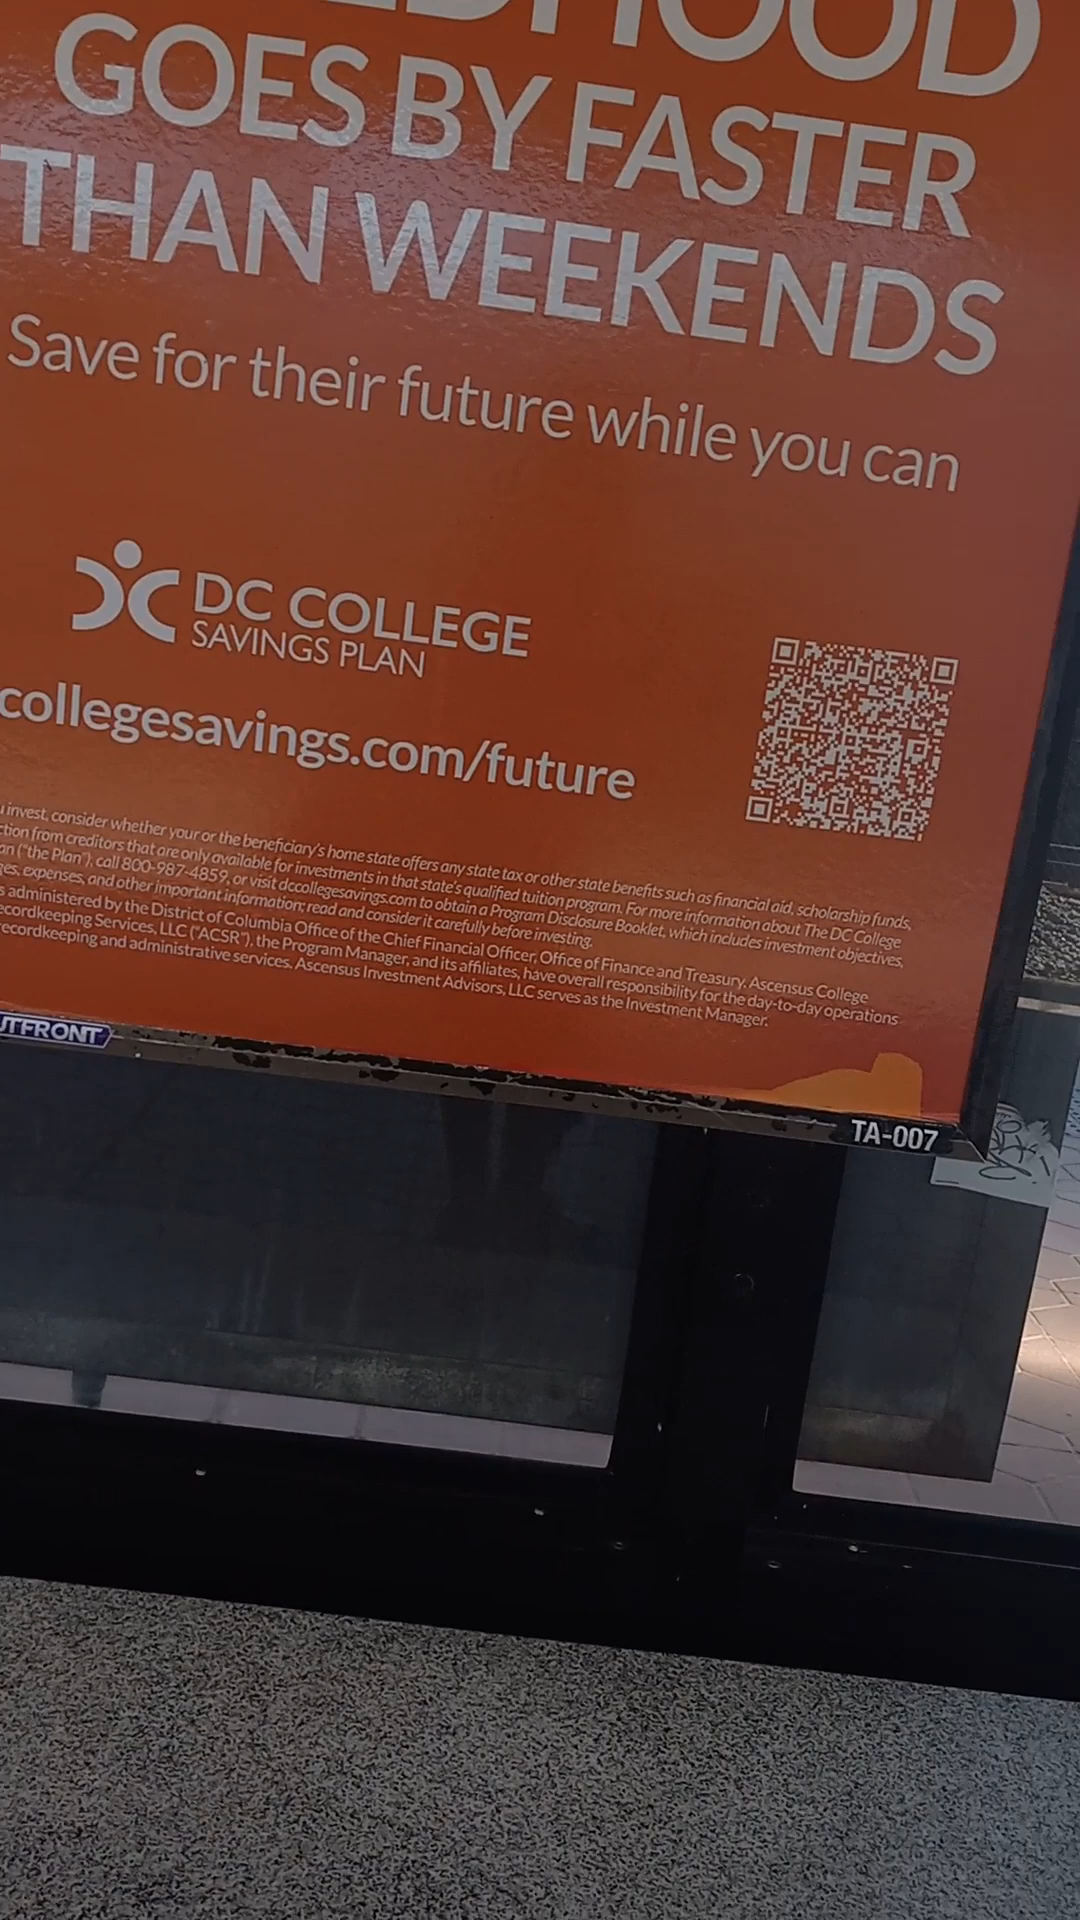 GOES BY FASTER
THAN WEEKENDS
Save for their future while you can
DC COLLEGE
SAVINGS PLAN
collegesavings.com/future
invest, consider whether your or the beneficiary's home state offers any state tax or other state benefits such as financial aid, scholarship funds,
from creditors that are only available for investments in that state's qualified tuition program. For more information about The DC College
("the Plan"), call 800-987-4859, or visit dccollegesavings.com to obtain a Program Disclosure Booklet, which includes investment objectives,
expenses, and other important information; read and consider it carefully before investing.
administered by the District of Columbia Office of the Chief Financial Officer, Office of Finance and Treasury. Ascensus College
Services, LLC ("ACSR"), the Program Manager, and its affiliates, have overall responsibility for the day-to-day operations
recordkeeping and administrative services. Ascensus Investment Advisors, LLC serves as the Investment Manager.
UTFRONT
TA-007